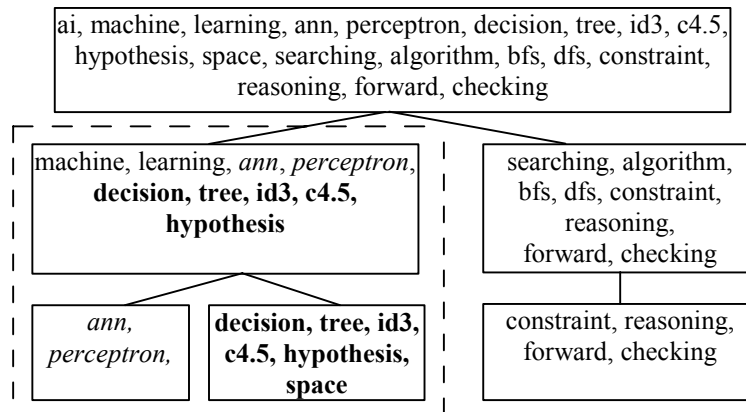 ai, machine, learning, ann, perceptron, decision, tree, id3, c4.5,
hypothesis, space, searching, algorithm, bfs, dfs, constraint,
reasoning, forward, checking
machine, learning, ann, perceptron,
decision, tree, id3, c4.5,
hypothesis
searching, algorithm,
bfs, dfs, constraint,
reasoning,
forward, checking
ann,
perceptron,
decision, tree, id3,
c4.5, hypothesis,
space
constraint, reasoning,
forward, checking